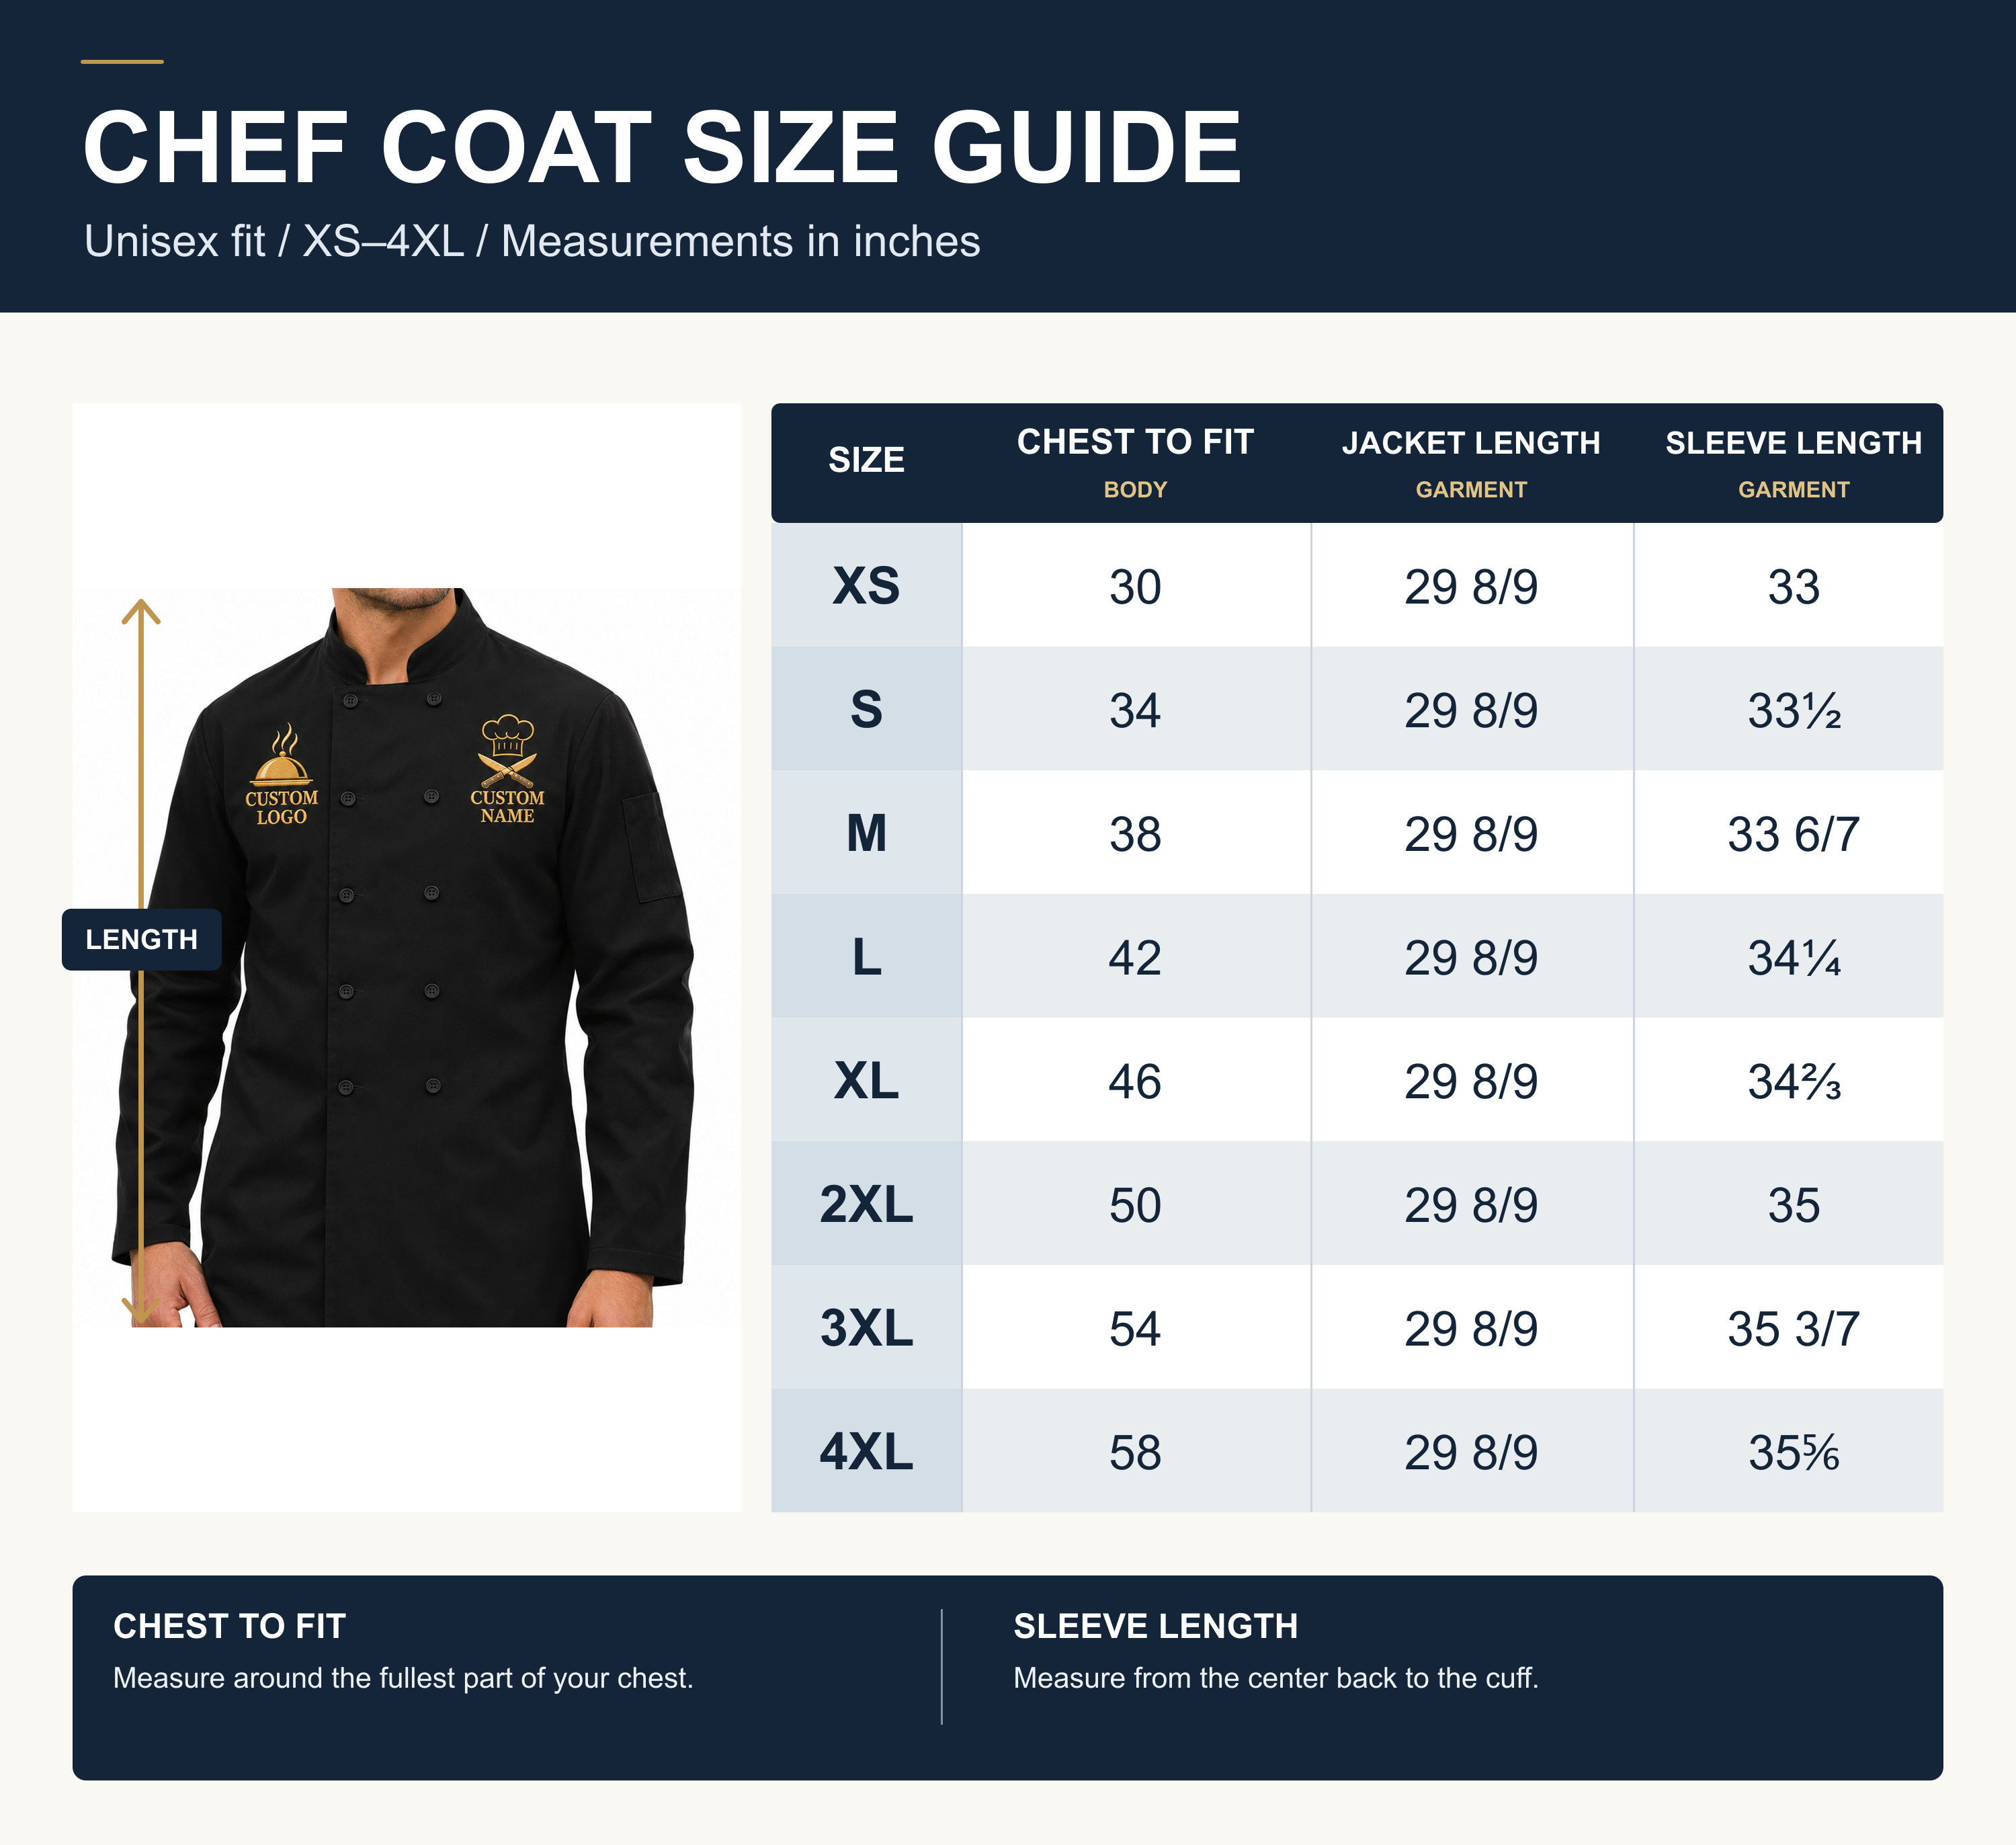 CHEF COAT SIZE GUIDE
Unisex fit / XS–4XL / Measurements in inches
CUSTOM
LOGO
CUSTOM
NAME
LENGTH
SIZE CHEST TO FIT JACKET LENGTH SLEEVE LENGTH
BODY GARMENT GARMENT
XS 30 29 8/9 33
S 34 29 8/9 33½
M 38 29 8/9 33 6/7
L 42 29 8/9 34¼
XL 46 29 8/9 34⅔
2XL 50 29 8/9 35
3XL 54 29 8/9 35 3/7
4XL 58 29 8/9 35⅚
CHEST TO FIT
Measure around the fullest part of your chest.
SLEEVE LENGTH
Measure from the center back to the cuff.